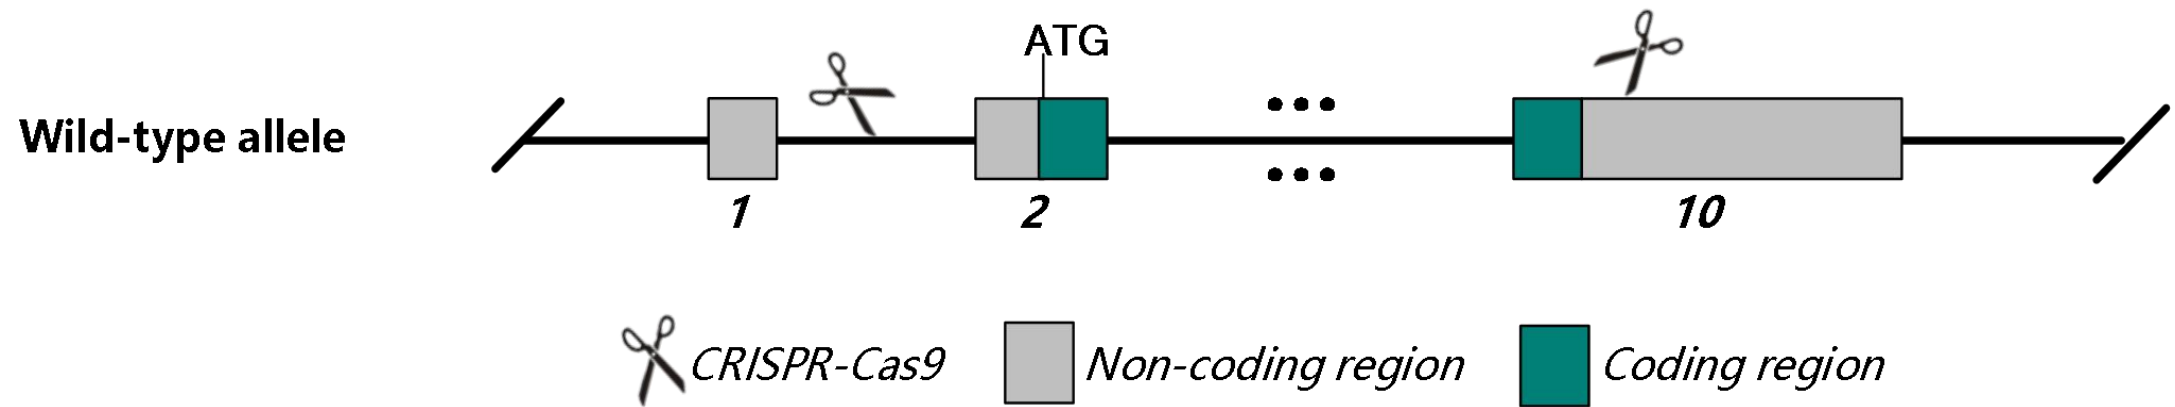 ATG
Wild-type allele
1 2 10
CRISPR-Cas9 Non-coding region Coding region